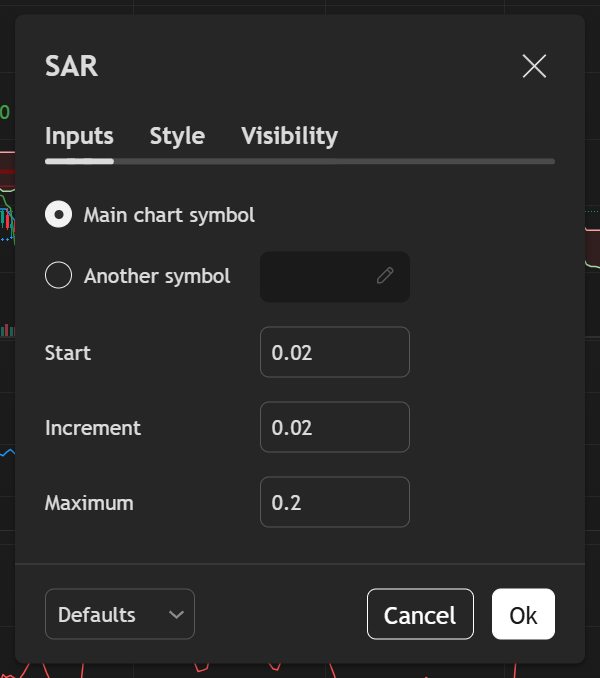 SAR
0
Inputs Style Visibility
Main chart symbol
Another symbol
Start 0.02
Increment 0.02
Maximum 0.2
Defaults Cancel Ok